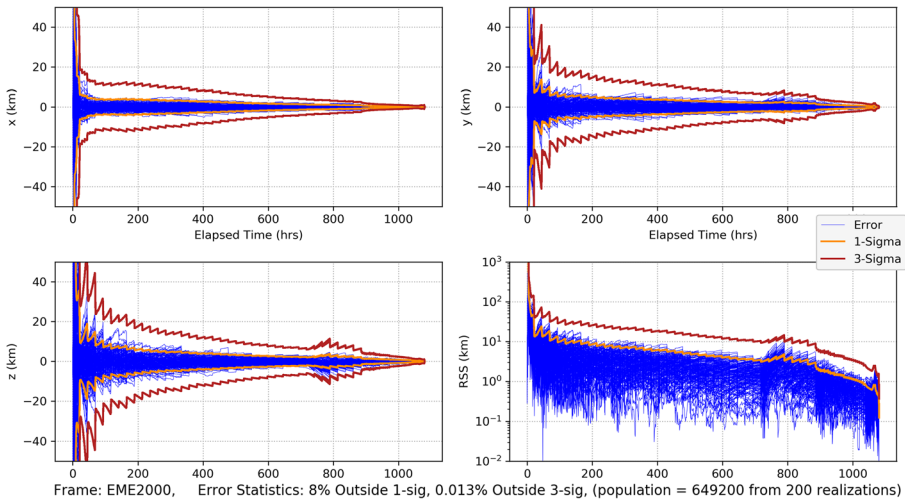 40
20
0
−20
−40
x (km)
0 200 400 600 800 1000
Elapsed Time (hrs)
40
20
0
−20
−40
y (km)
0 200 400 600 800 1000
Elapsed Time (hrs)
Error
1-Sigma
3-Sigma
40
20
0
−20
−40
z (km)
0 200 400 600 800 1000
10³
10²
10¹
10⁰
10⁻¹
10⁻²
RSS (km)
0 200 400 600 800 1000
Frame: EME2000, Error Statistics: 8% Outside 1-sig, 0.013% Outside 3-sig, (population = 649200 from 200 realizations)